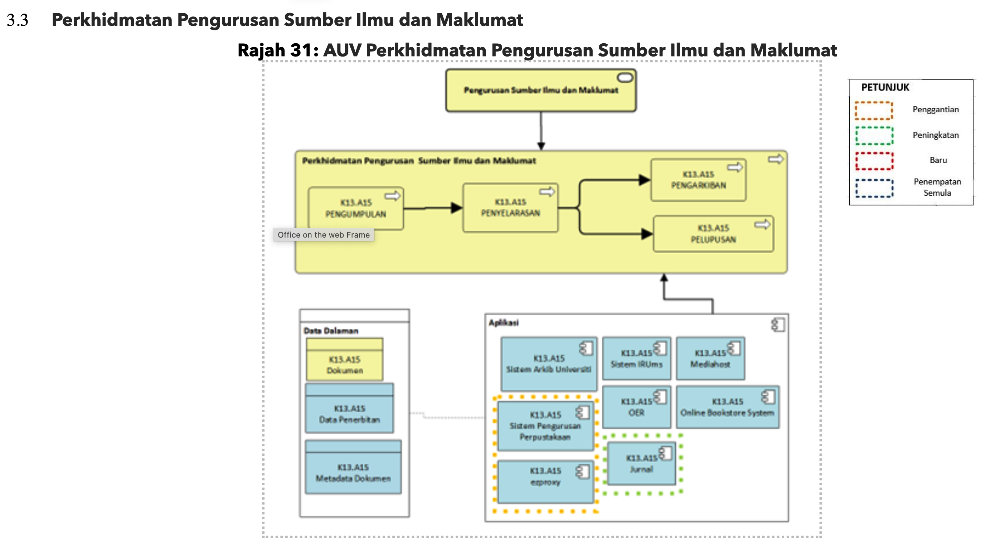 3.3 Perkhidmatan Pengurusan Sumber Ilmu dan Maklumat
Rajah 31: AUV Perkhidmatan Pengurusan Sumber Ilmu dan Maklumat
Pengurusan Sumber Ilmu dan Maklumat
PETUNJUK
Penggantian
Peningkatan
Baru
Penempatan
Semula
Perkhidmatan Pengurusan Sumber Ilmu dan Maklumat
K13.A15
PENGUMPULAN
K13.A15
PENYELARASAN
K13.A15
PENGARKIBAN
K13.A15
PELUPUSAN
Office on the web Frame
Data Dalaman
K13.A15
Dokumen
K13.A15
Data Penerbitan
K13.A15
Metadata Dokumen
Aplikasi
K13.A15
Sistem Arkib Universiti
K13.A15
Sistem IRUms
K13.A15
Mediahost
K13.A15
Sistem Pengurusan
Perpustakaan
K13.A15
OER
K13.A15
Online Bookstore System
K13.A15
ezproxy
K13.A15
Jurnal